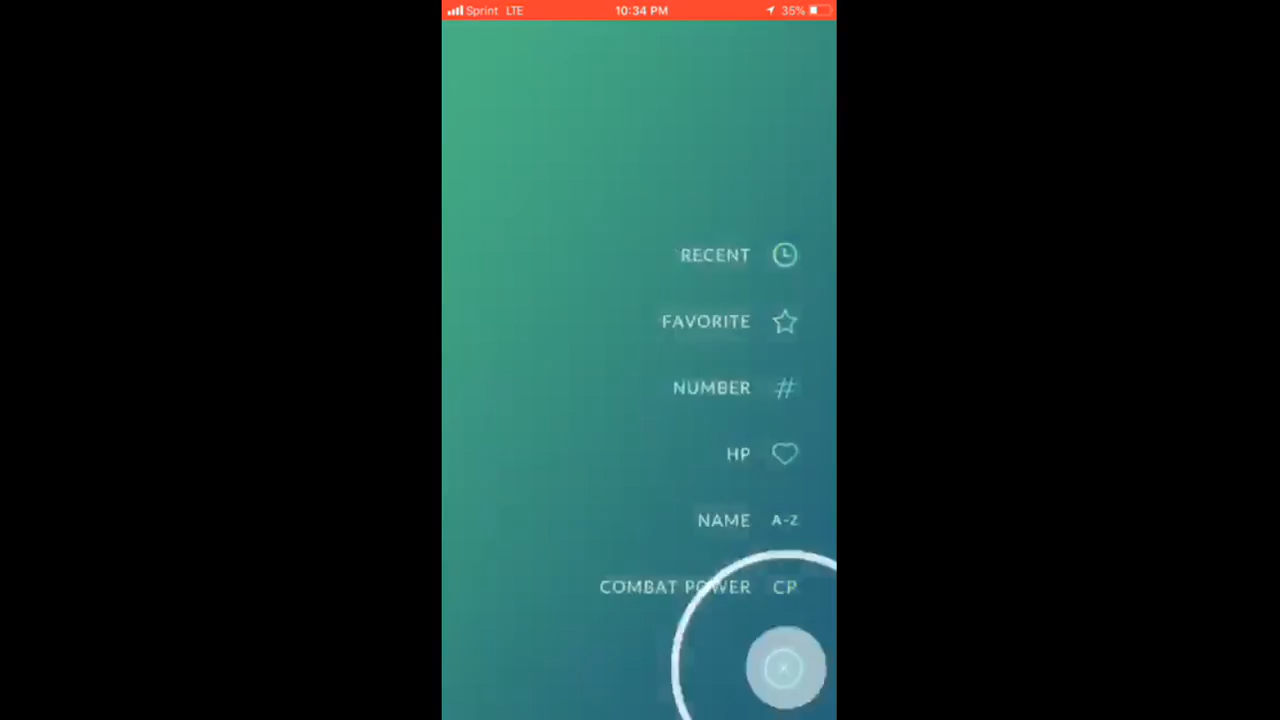 Sprint LTE 10:34 PM 35%
RECENT
FAVORITE
NUMBER #
HP
NAME A-Z
COMBAT POWER CP